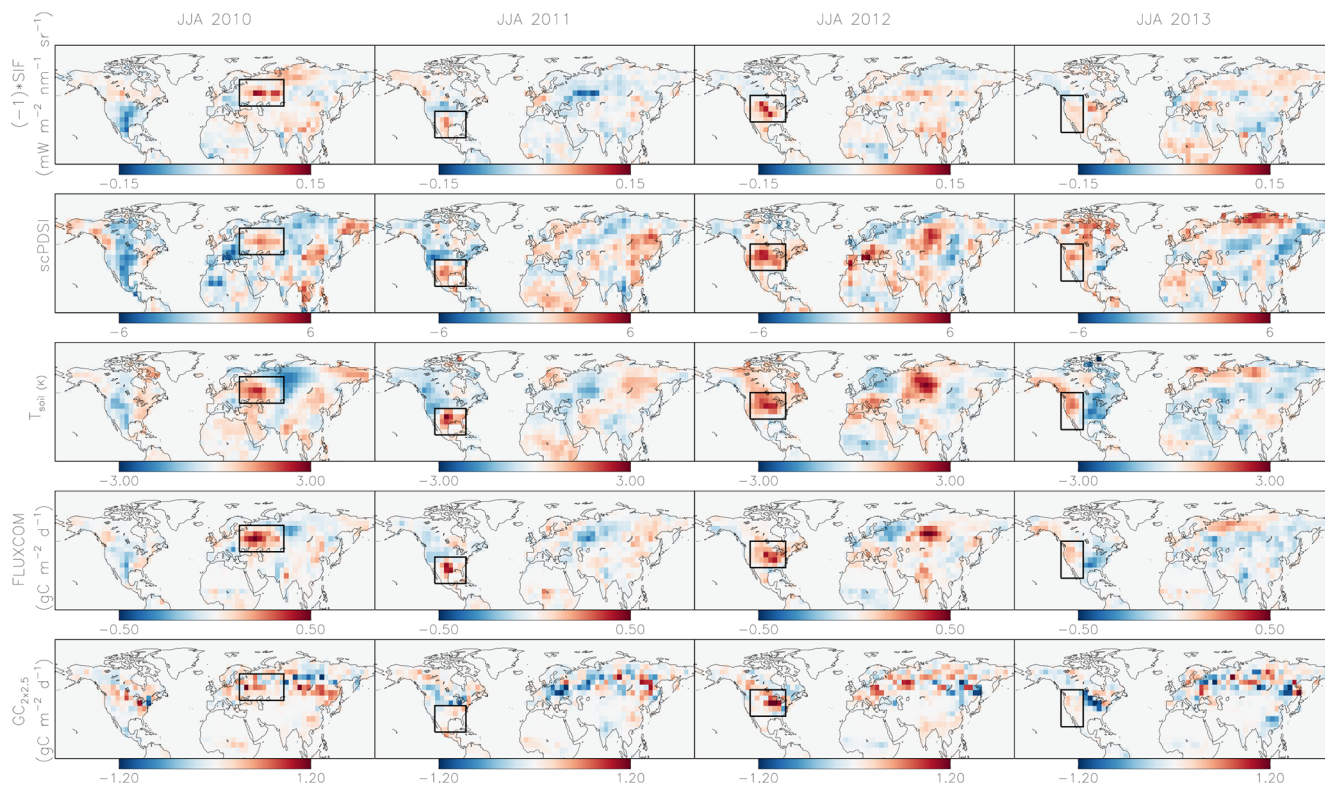 JJA 2010 JJA 2011 JJA 2012 JJA 2013
(-1)*SIF
(mW m⁻² nm⁻¹ sr⁻¹)
-0.15 0.15 -0.15 0.15 -0.15 0.15 -0.15 0.15
scPDSI
-6 6 -6 6 -6 6 -6 6
Tsoil (K)
-3.00 3.00 -3.00 3.00 -3.00 3.00 -3.00 3.00
FLUXCOM
(gC m⁻² d⁻¹)
-0.50 0.50 -0.50 0.50 -0.50 0.50 -0.50 0.50
GC2x2.5
(gC m⁻² d⁻¹)
-1.20 1.20 -1.20 1.20 -1.20 1.20 -1.20 1.20